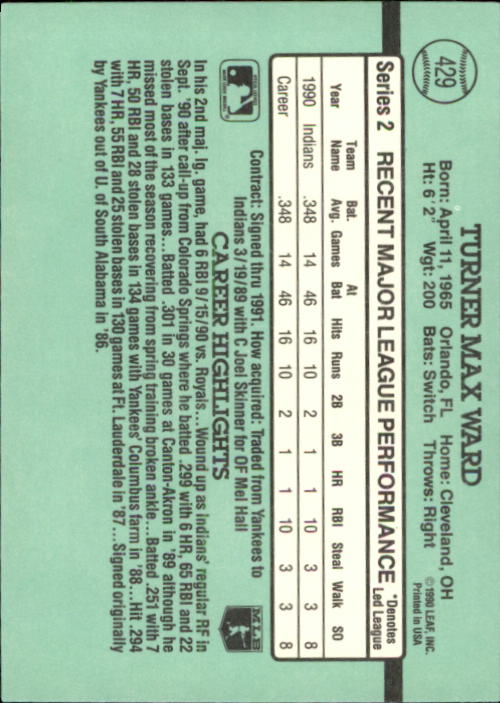 429
TURNER MAX WARD
Born: April 11, 1965 Orlando, FL Home: Cleveland, OH
Ht: 6' 2" Wgt: 200 Bats: Switch Throws: Right
© 1990 LEAF, INC.
Printed in USA
Series 2 RECENT MAJOR LEAGUE PERFORMANCE *Denotes Led League
Year Team Name Bat. Avg. Games At Bat Hits Runs 2B 3B HR RBI Steal Walk SO
1990 Indians .348 14 46 16 10 2 1 1 10 3 3 8
Career .348 14 46 16 10 2 1 1 10 3 3 8
Contract: Signed thru 1991. How acquired: Traded from Yankees to
Indians 3/19/89 with C Joel Skinner for OF Mel Hall
CAREER HIGHLIGHTS
MLB
In his 2nd maj. lg. game, had 6 RBI 9/15/90 vs. Royals...Wound up as Indians' regular RF in
Sept. '90 after call-up from Colorado Springs where he batted .299 with 6 HR, 65 RBI and 22
stolen bases in 133 games...Batted .301 in 30 games at Canton-Akron in '89 although he
missed most of the season recovering from spring training broken ankle...Batted .251 with 7
HR, 50 RBI and 28 stolen bases in 134 games with Yankees' Columbus farm in '88...Hit .294
with 7 HR, 55 RBI and 25 stolen bases in 130 games at Ft. Lauderdale in '87...Signed originally
by Yankees out of U. of South Alabama in '86.